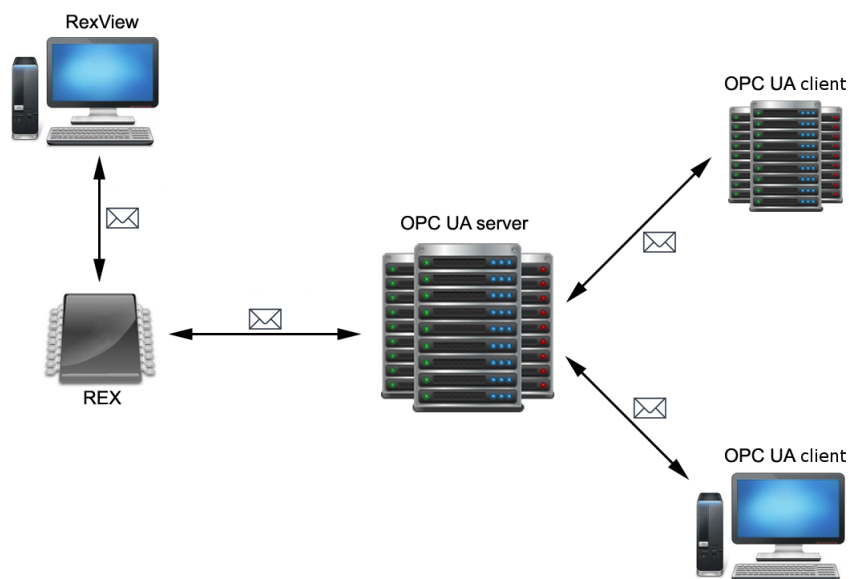 RexView
OPC UA client
OPC UA server
REX
OPC UA client